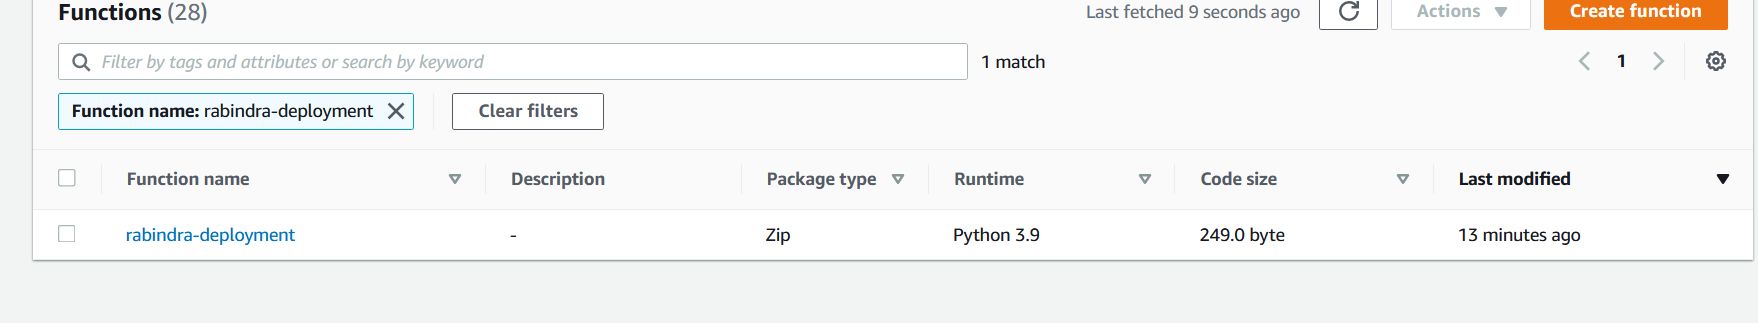 Functions (28)
Last fetched 9 seconds ago
Actions
Create function
Filter by tags and attributes or search by keyword
1 match
1
Function name: rabindra-deployment
Clear filters
Function name
Description
Package type
Runtime
Code size
Last modified
rabindra-deployment
-
Zip
Python 3.9
249.0 byte
13 minutes ago